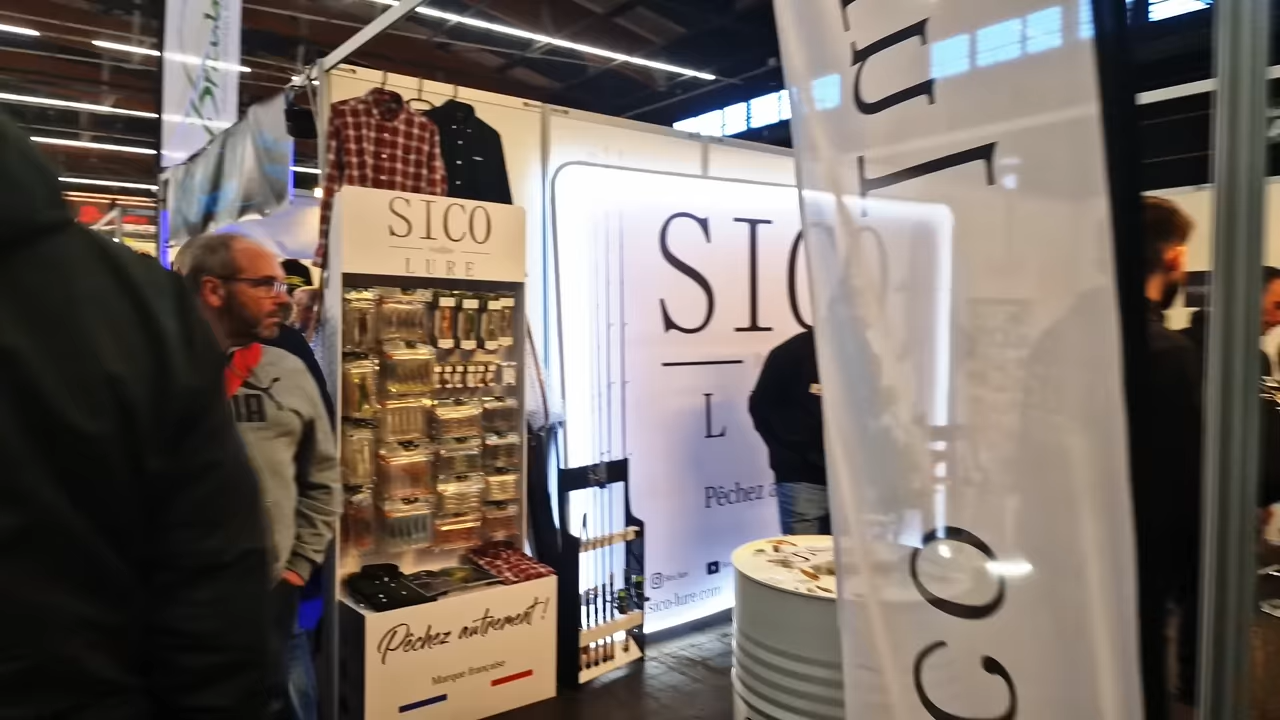 SICO
LURE
Pêchez autrement !
Marque française
SICO
L
Pêchez a
sico-lure.com